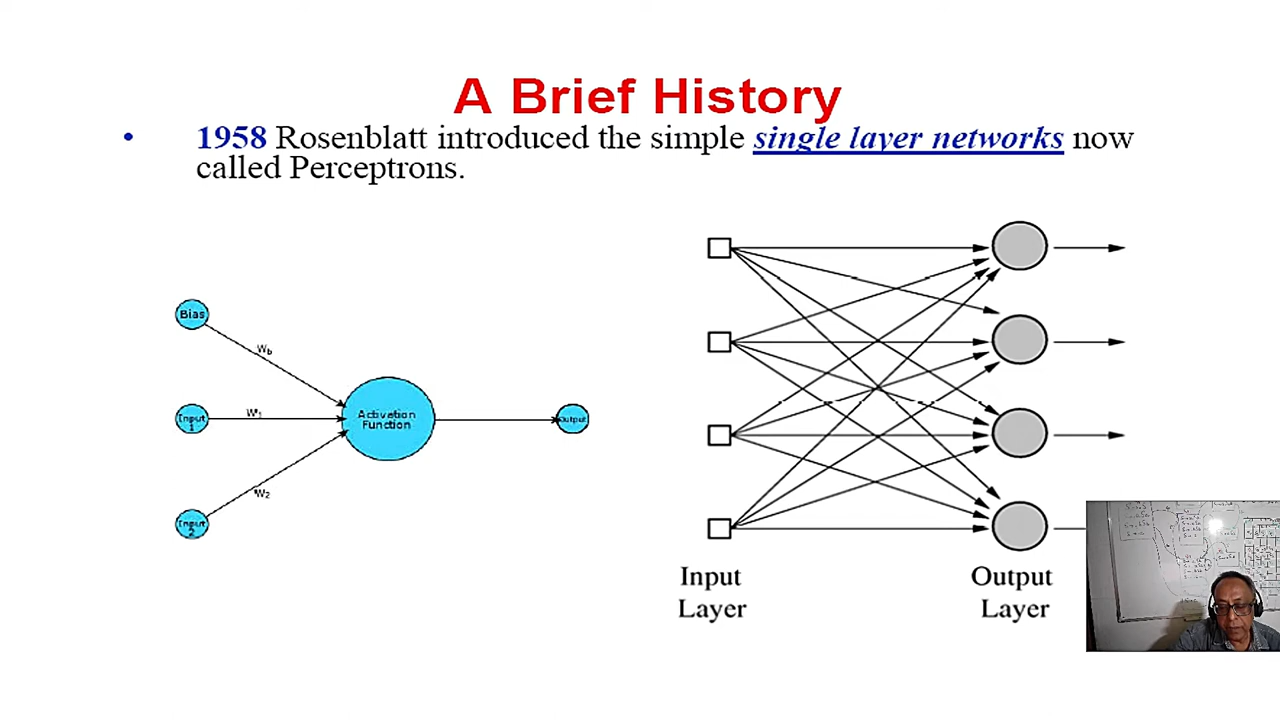 A Brief History
• 1958 Rosenblatt introduced the simple single layer networks now
called Perceptrons.
Bias
Wb
Input
1
W1
Activation
Function
Output
W2
Input
2
Input
Layer
Output
Layer